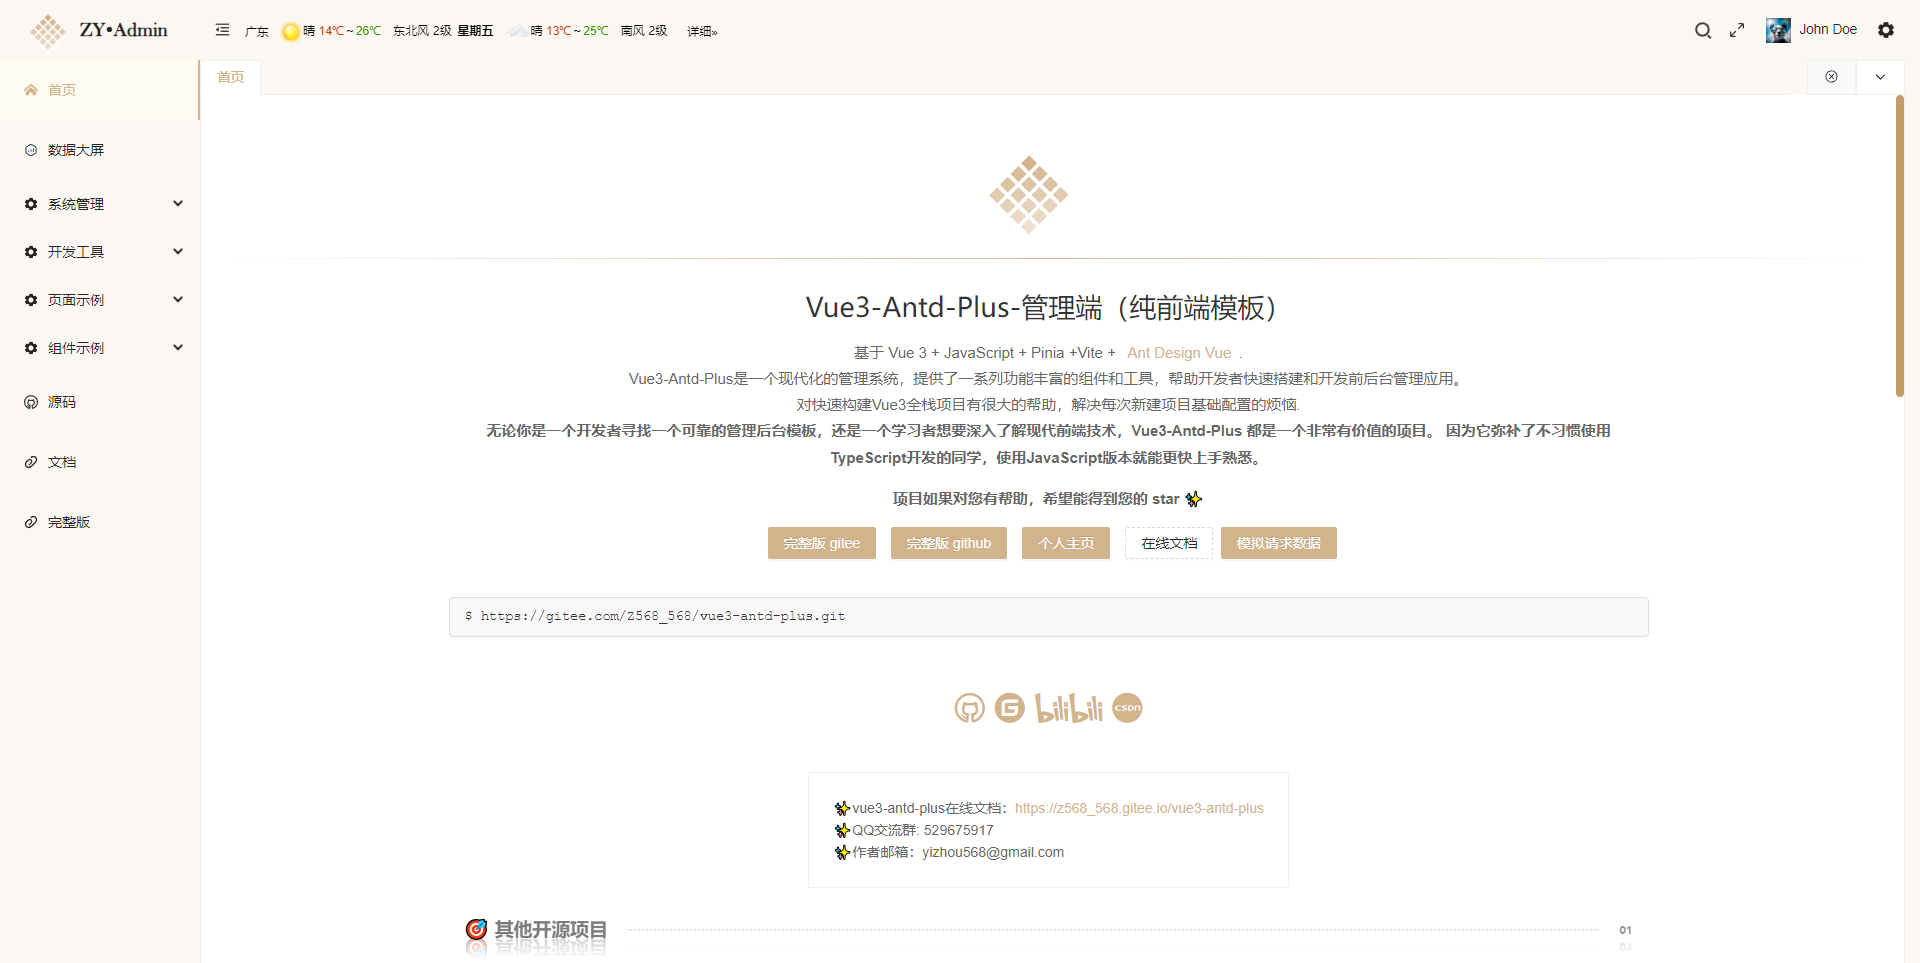 ZY•Admin
广东 晴 14℃~26℃ 东北风 2级 星期五 晴 13℃~25℃ 南风 2级 详细»
John Doe
首页
首页
数据大屏
系统管理
开发工具
页面示例
组件示例
源码
文档
完整版
Vue3-Antd-Plus-管理端（纯前端模板）
基于 Vue 3 + JavaScript + Pinia +Vite + Ant Design Vue .
Vue3-Antd-Plus是一个现代化的管理系统，提供了一系列功能丰富的组件和工具，帮助开发者快速搭建和开发前后台管理应用。
对快速构建Vue3全栈项目有很大的帮助，解决每次新建项目基础配置的烦恼.
无论你是一个开发者寻找一个可靠的管理后台模板，还是一个学习者想要深入了解现代前端技术，Vue3-Antd-Plus 都是一个非常有价值的项目。 因为它弥补了不习惯使用
TypeScript开发的同学，使用JavaScript版本就能更快上手熟悉。
项目如果对您有帮助，希望能得到您的 star ✨
完整版 gitee 完整版 github 个人主页 在线文档 模拟请求数据
$ https://gitee.com/Z568_568/vue3-antd-plus.git
G bilibili CSDN
✨vue3-antd-plus在线文档：https://z568_568.gitee.io/vue3-antd-plus
✨QQ交流群: 529675917
✨作者邮箱：yizhou568@gmail.com
🎯 其他开源项目 01